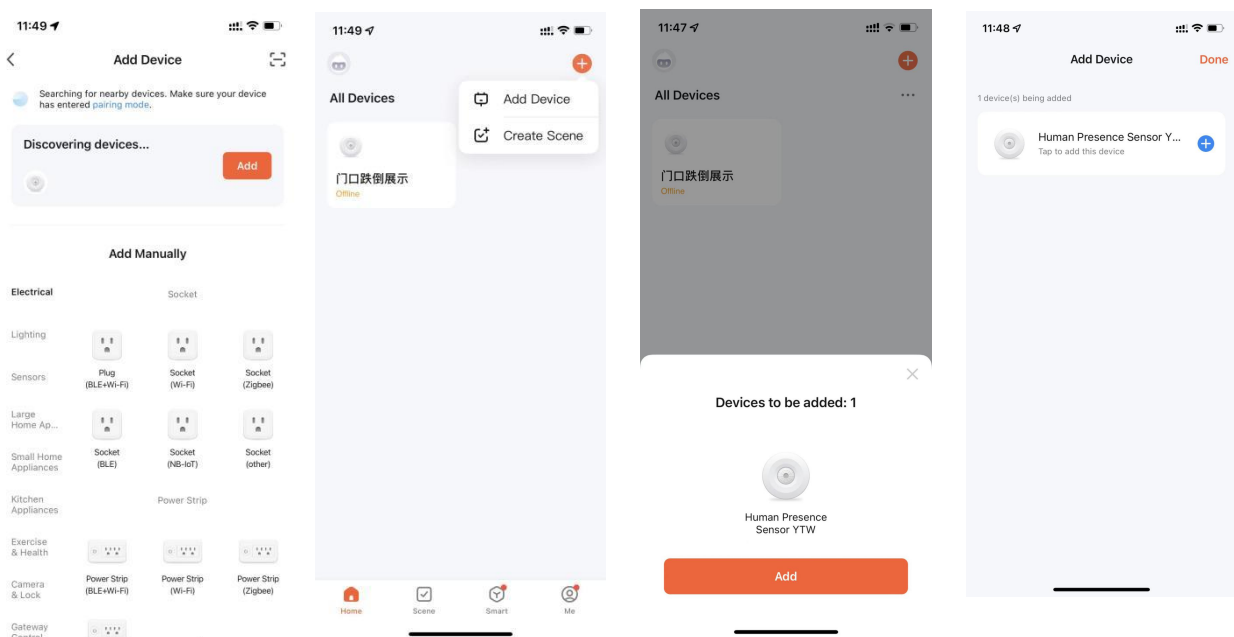 11:49
Add Device
Searching for nearby devices. Make sure your device
has entered pairing mode.
Discovering devices...
Add
Add Manually
Electrical
Socket
Lighting
Sensors
Plug
(BLE+Wi-Fi)
Socket
(Wi-Fi)
Socket
(Zigbee)
Large
Home Ap...
Small Home
Appliances
Socket
(BLE)
Socket
(NB-IoT)
Socket
(other)
Kitchen
Appliances
Power Strip
Exercise
& Health
Camera
& Lock
Power Strip
(BLE+Wi-Fi)
Power Strip
(Wi-Fi)
Power Strip
(Zigbee)
Gateway
11:49
All Devices
Add Device
Create Scene
门口跌倒展示
Offline
Home
Scene
Smart
Me
11:47
All Devices
门口跌倒展示
Offline
Devices to be added: 1
Human Presence
Sensor YTW
Add
11:48
Add Device
Done
1 device(s) being added
Human Presence Sensor Y...
Tap to add this device